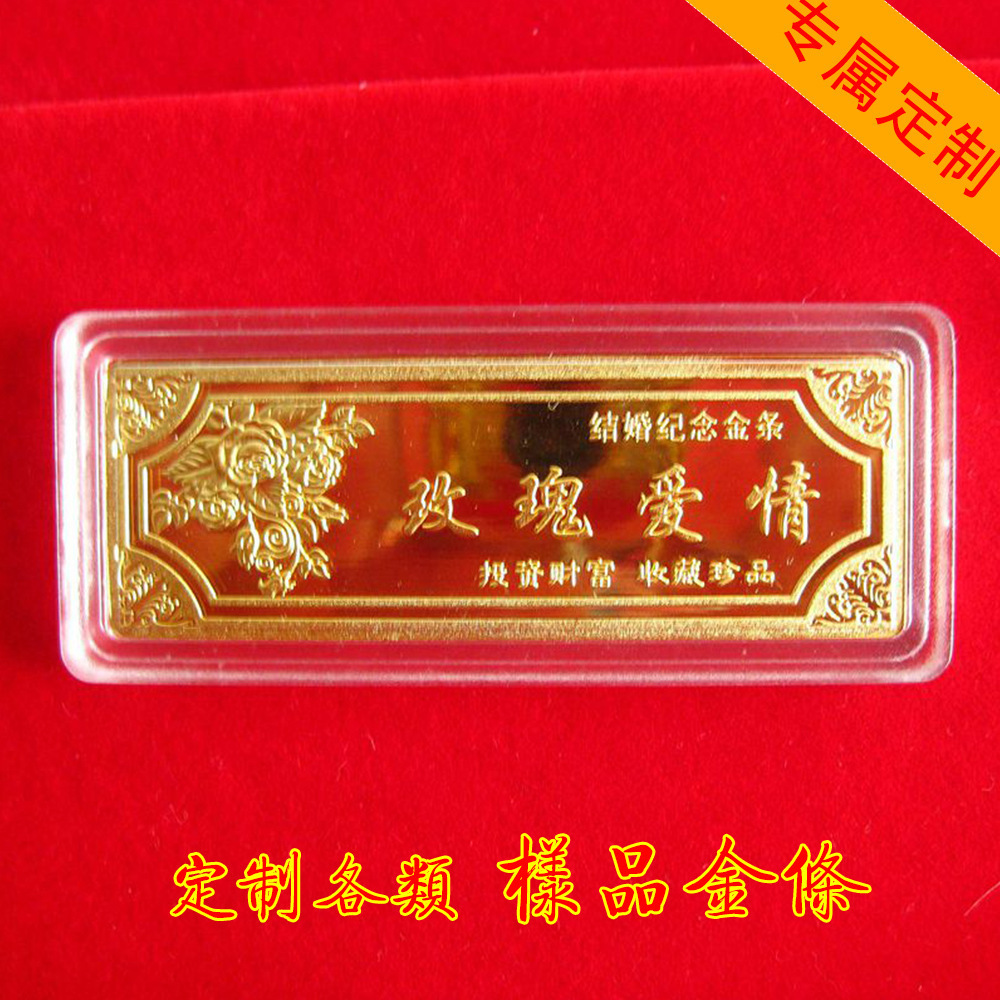 专属定制
结婚纪念金条
玫瑰爱情
投资财富 收藏珍品
定制各類 樣品金條